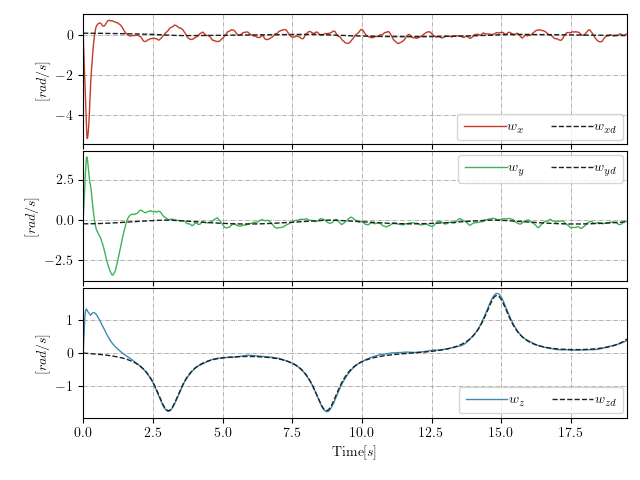 0
−2
−4
[rad/s]
w_x w_xd
2.5
0.0
−2.5
[rad/s]
w_y w_yd
1
0
−1
[rad/s]
w_z w_zd
0.0 2.5 5.0 7.5 10.0 12.5 15.0 17.5
Time[s]